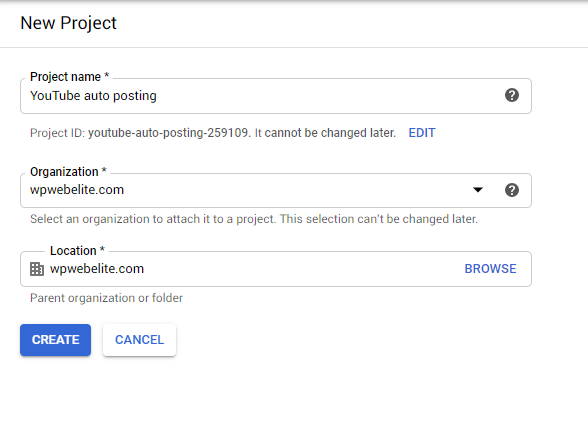 New Project
Project name *
YouTube auto posting
Project ID: youtube-auto-posting-259109. It cannot be changed later. EDIT
Organization *
wpwebelite.com
Select an organization to attach it to a project. This selection can't be changed later.
Location *
wpwebelite.com BROWSE
Parent organization or folder
CREATE CANCEL